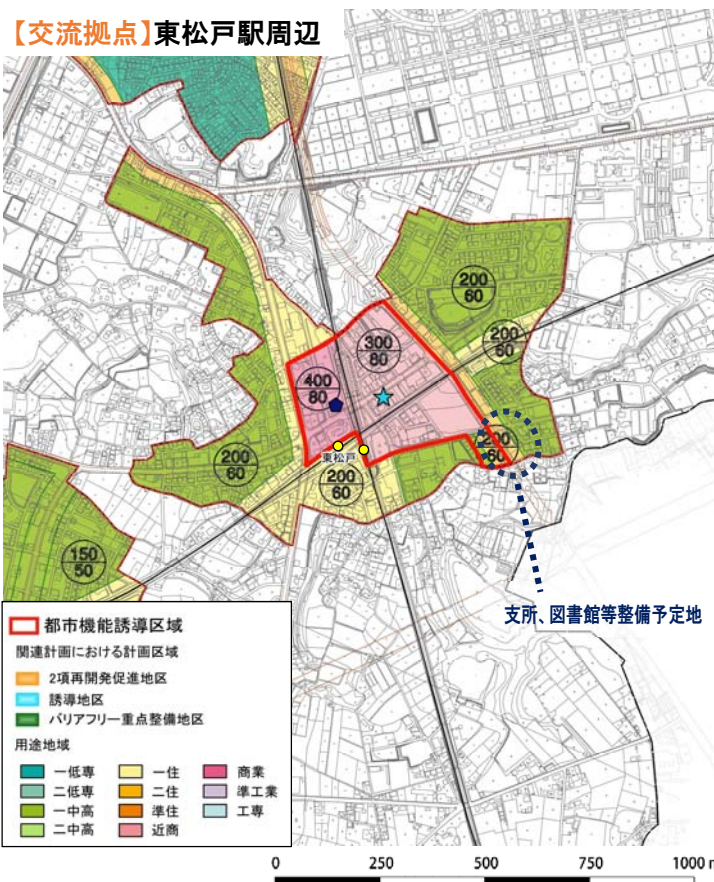 【交流拠点】東松戸駅周辺
200
60
300
80
200
60
400
80
200
60
200
60
東松戸
200
60
150
50
支所、図書館等整備予定地
都市機能誘導区域
関連計画における計画区域
2項再開発促進地区
誘導地区
バリアフリー重点整備地区
用途地域
一低専 一住 商業
二低専 二住 準工業
一中高 準住 工専
二中高 近商
0 250 500 750 1000 m